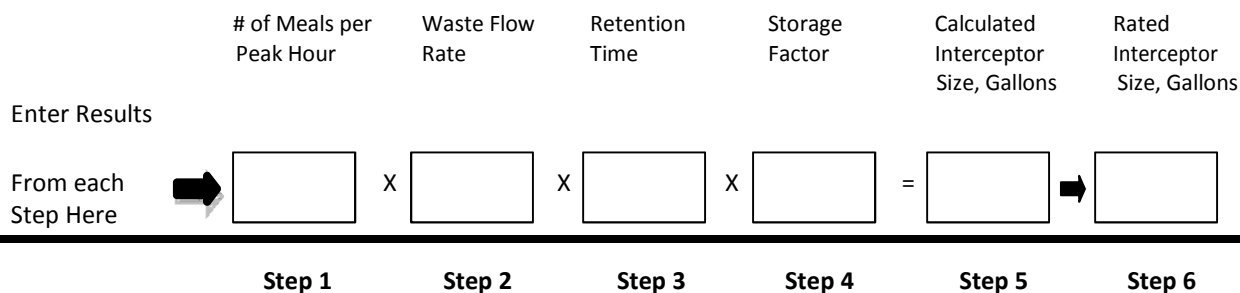 # of Meals per Waste Flow Retention Storage Calculated Rated
Peak Hour Rate Time Factor Interceptor Interceptor
Size, Gallons Size, Gallons
Enter Results
From each X X X =
Step Here
Step 1 Step 2 Step 3 Step 4 Step 5 Step 6